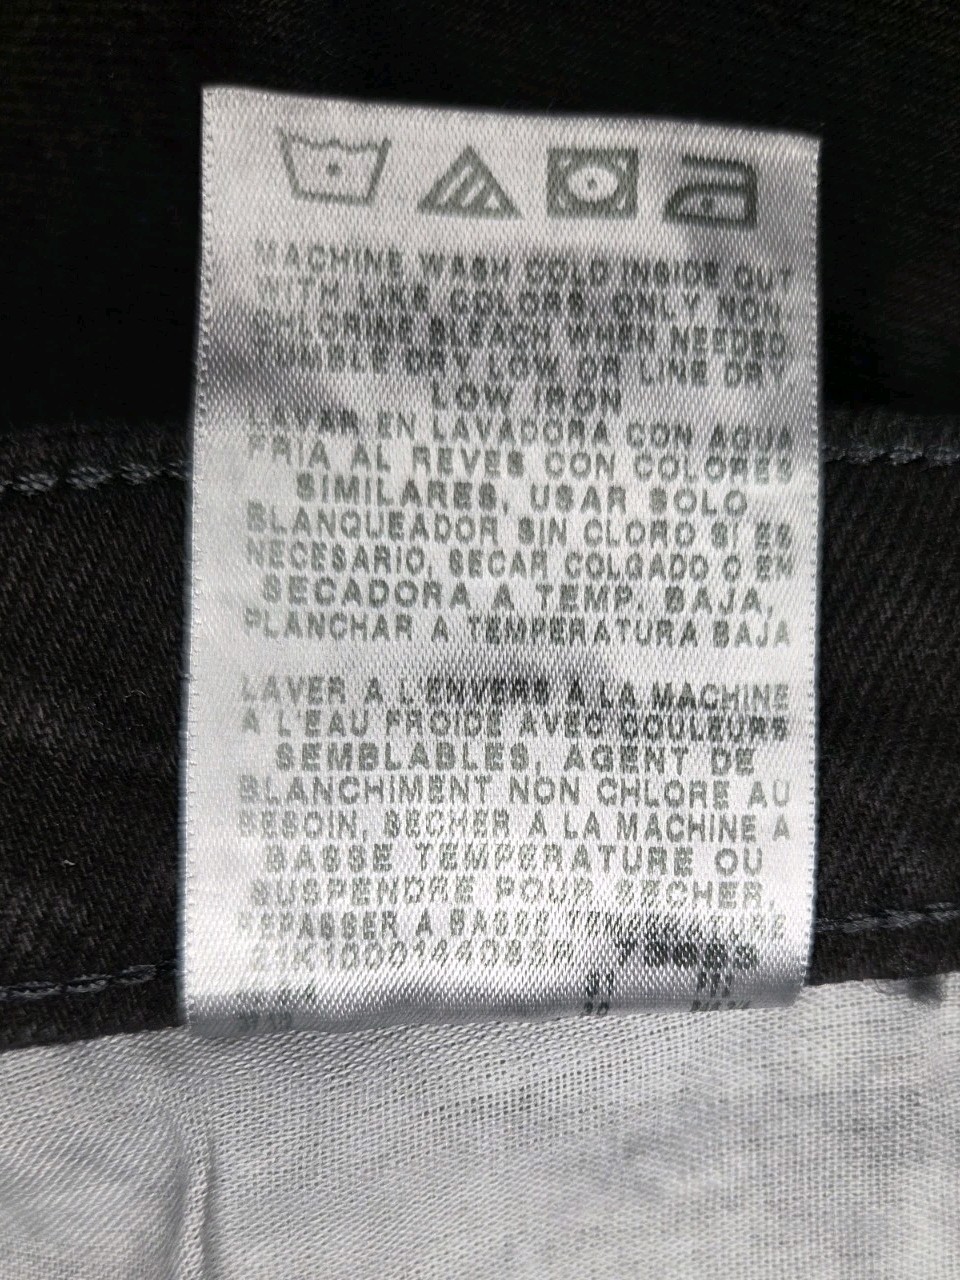 MACHINE WASH COLD INSIDE OUT
WITH LIKE COLORS, ONLY NON
CHLORINE BLEACH WHEN NEEDED
TUMBLE DRY LOW OR LINE DRY
LOW IRON
LAVAR EN LAVADORA CON AGUA
FRIA AL REVES CON COLORES
SIMILARES, USAR SOLO
BLANQUEADOR SIN CLORO SI ES
NECESARIO, SECAR COLGADO O EN
SECADORA A TEMP. BAJA,
PLANCHAR A TEMPERATURA BAJA
LAVER A L'ENVERS A LA MACHINE
A L'EAU FROIDE AVEC COULEURS
SEMBLABLES, AGENT DE
BLANCHIMENT NON CHLORE AU
BESOIN, SECHER A LA MACHINE A
BASSE TEMPERATURE OU
SUSPENDRE POUR SECHER,
REPASSER A BASSE TEMPERATURE